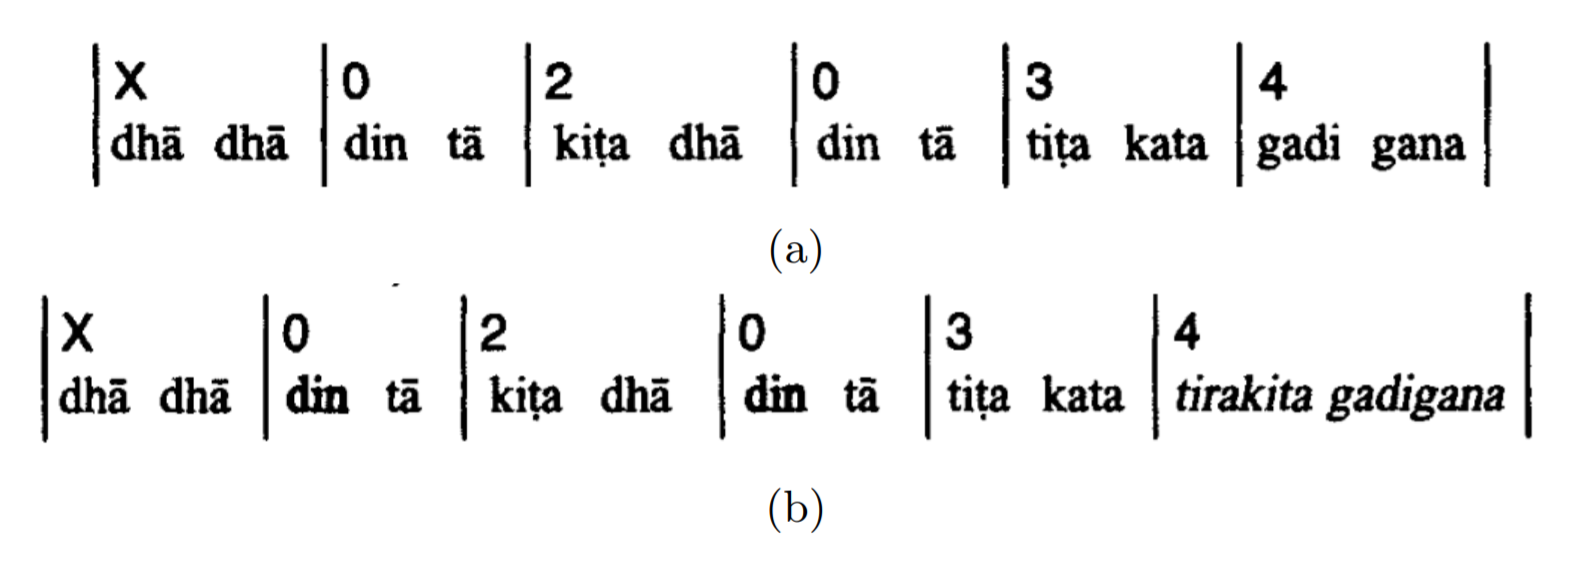 X 0 2 0 3 4
dhā dhā din tā kiṭa dhā din tā tiṭa kata gadi gana
(a)
X 0 2 0 3 4
dhā dhā din tā kiṭa dhā din tā tiṭa kata tirakita gadigana
(b)